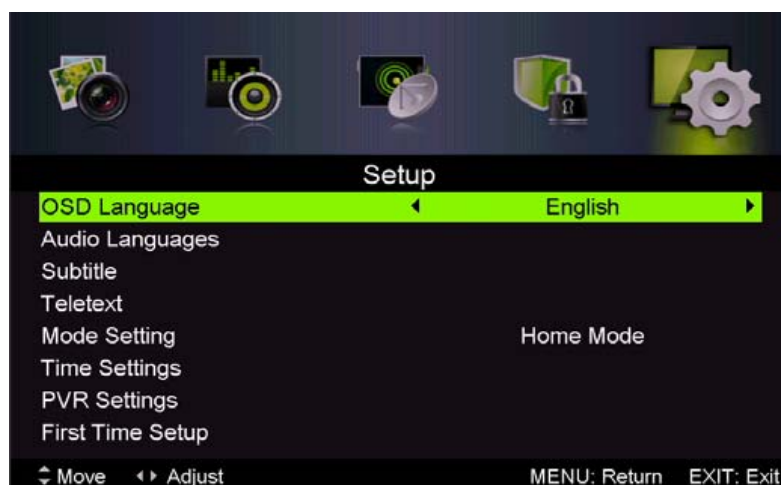 Setup
OSD Language English
Audio Languages
Subtitle
Teletext
Mode Setting Home Mode
Time Settings
PVR Settings
First Time Setup
Move Adjust MENU: Return EXIT: Exit